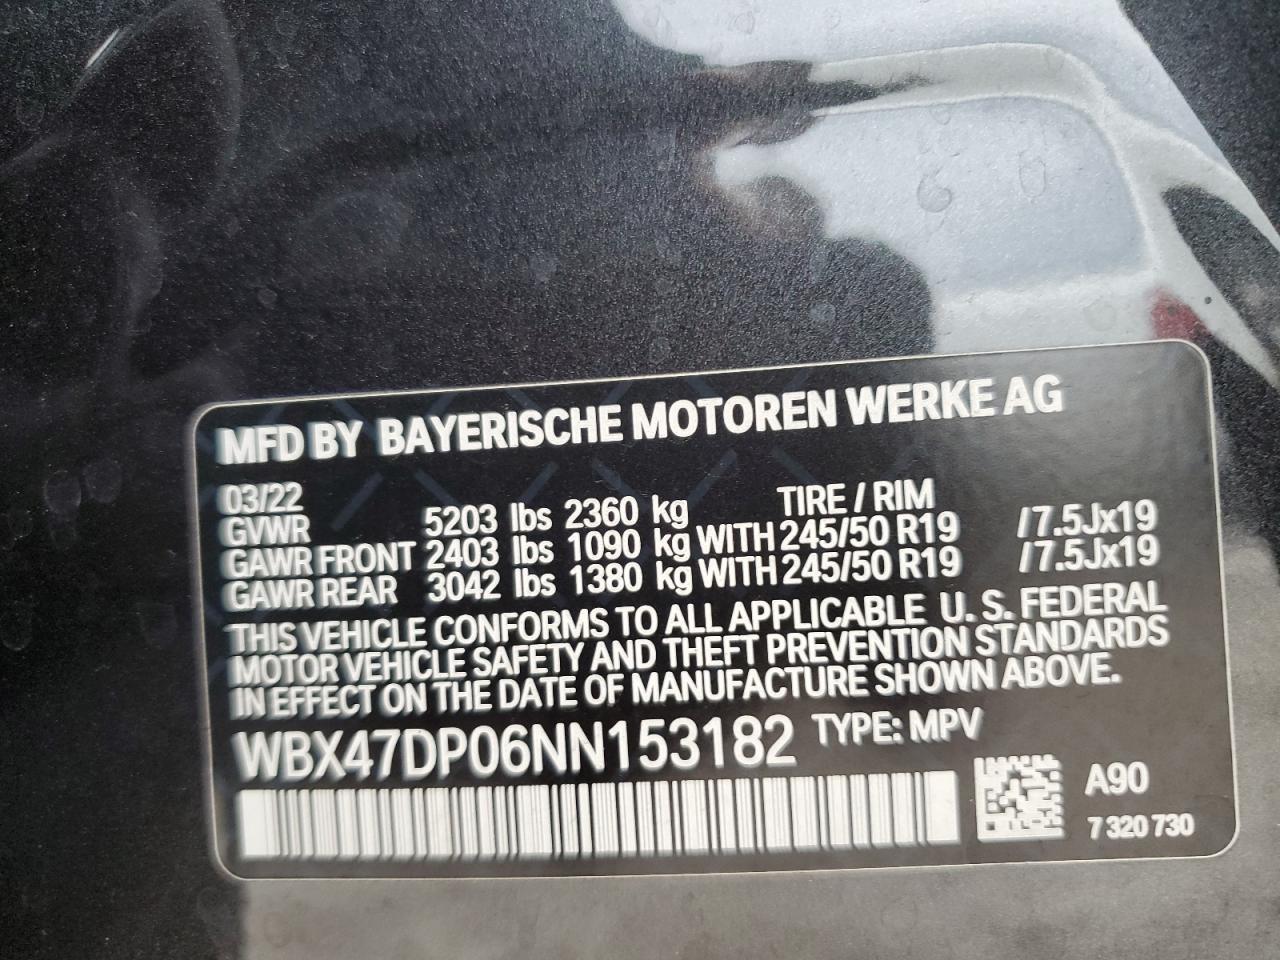 MFD BY BAYERISCHE MOTOREN WERKE AG
03/22 TIRE / RIM
GVWR 5203 lbs 2360 kg
GAWR FRONT 2403 lbs 1090 kg WITH 245/50 R19 /7.5Jx19
GAWR REAR 3042 lbs 1380 kg WITH 245/50 R19 /7.5Jx19
THIS VEHICLE CONFORMS TO ALL APPLICABLE U. S. FEDERAL
MOTOR VEHICLE SAFETY AND THEFT PREVENTION STANDARDS
IN EFFECT ON THE DATE OF MANUFACTURE SHOWN ABOVE.
WBX47DP06NN153182 TYPE: MPV
A90
7 320 730